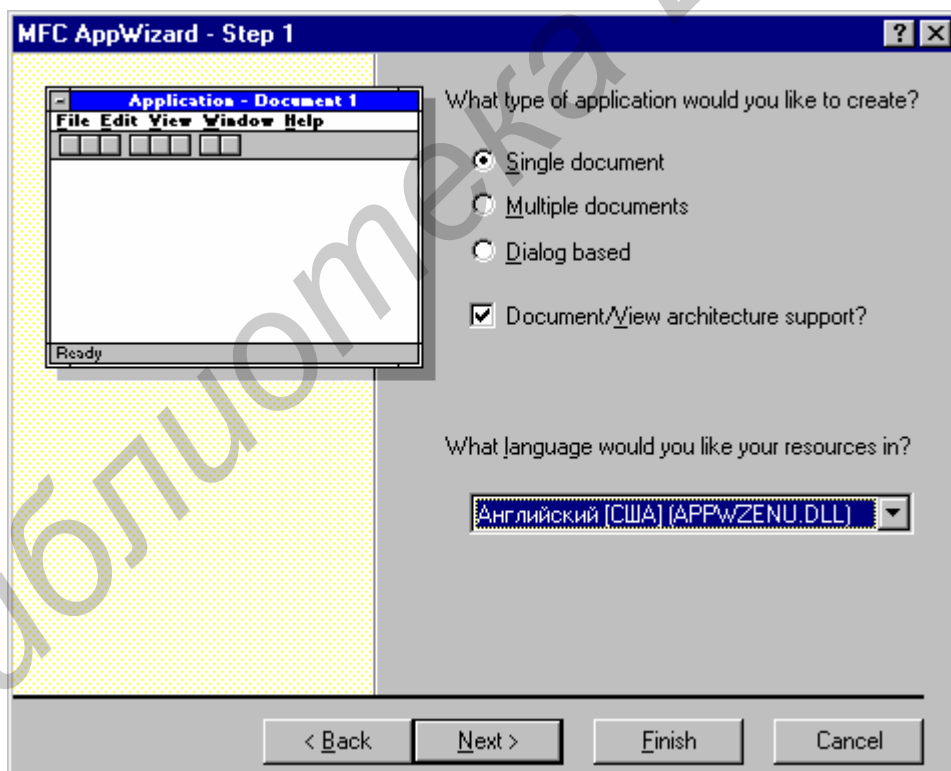 MFC AppWizard - Step 1
Application - Document 1
File Edit View Window Help
Ready
What type of application would you like to create?
Single document
Multiple documents
Dialog based
Document/View architecture support?
What language would you like your resources in?
Английский [США] (APPWZENU.DLL)
< Back Next > Finish Cancel